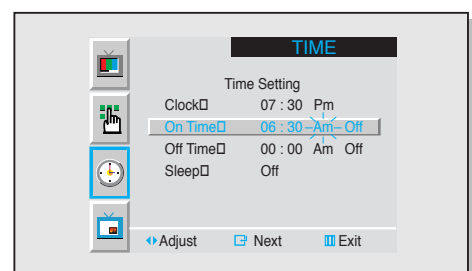 TIME
Time Setting
Clock□ 07 : 30 Pm
On Time□ 06 : 30 Am Off
Off Time□ 00 : 00 Am Off
Sleep□ Off
Adjust Next Exit